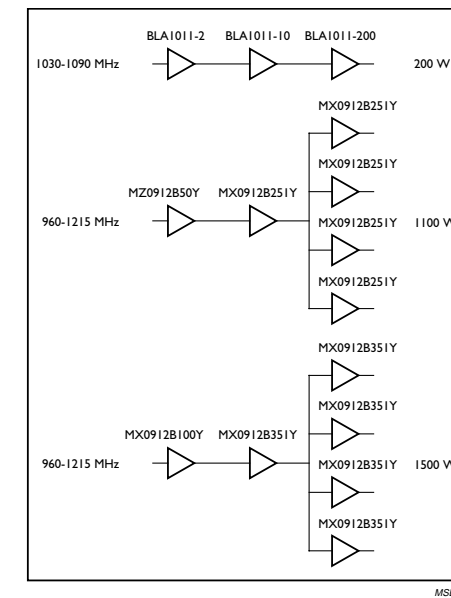 BLA1011-2 BLA1011-10 BLA1011-200
1030-1090 MHz 200 W
MX0912B251Y
MX0912B251Y
MZ0912B50Y MX0912B251Y
960-1215 MHz MX0912B251Y 1100 W
MX0912B251Y
MX0912B351Y
MX0912B351Y
MX0912B100Y MX0912B351Y
960-1215 MHz MX0912B351Y 1500 W
MX0912B351Y